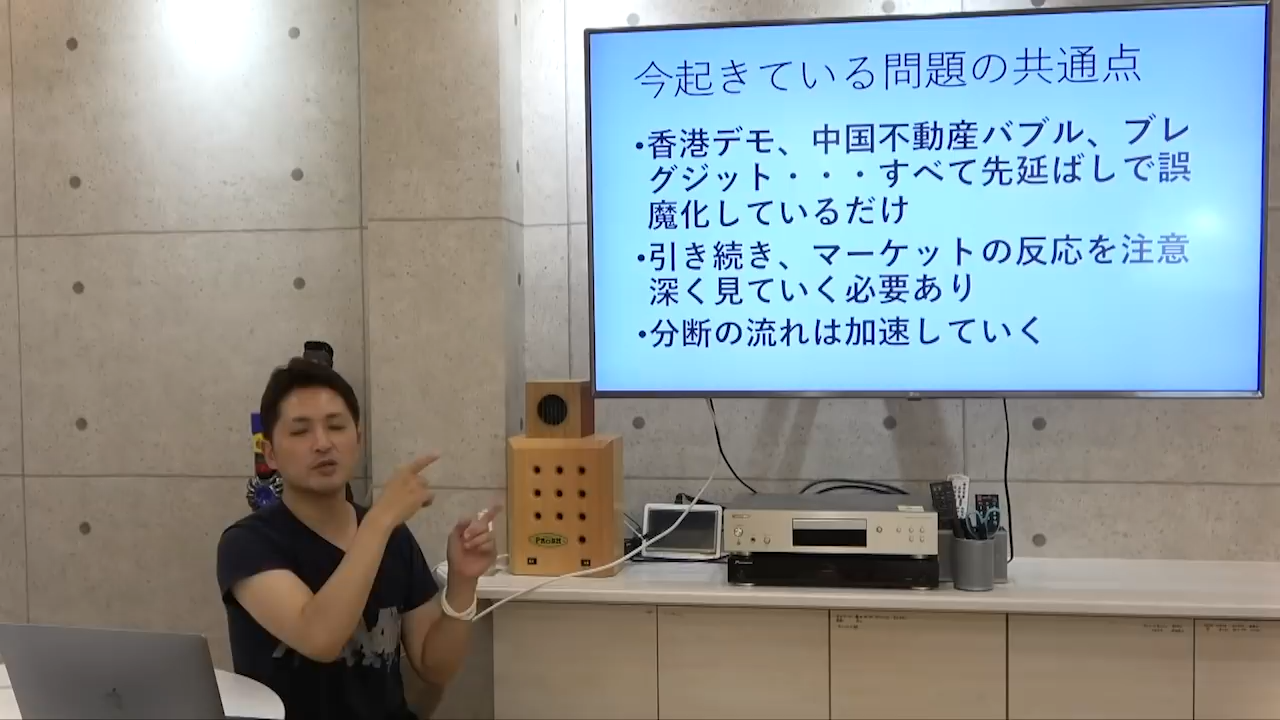 今起きている問題の共通点
•香港デモ、中国不動産バブル、ブレ
グジット・・・すべて先延ばしで誤
魔化しているだけ
•引き続き、マーケットの反応を注意
深く見ていく必要あり
•分断の流れは加速していく
Pioneer